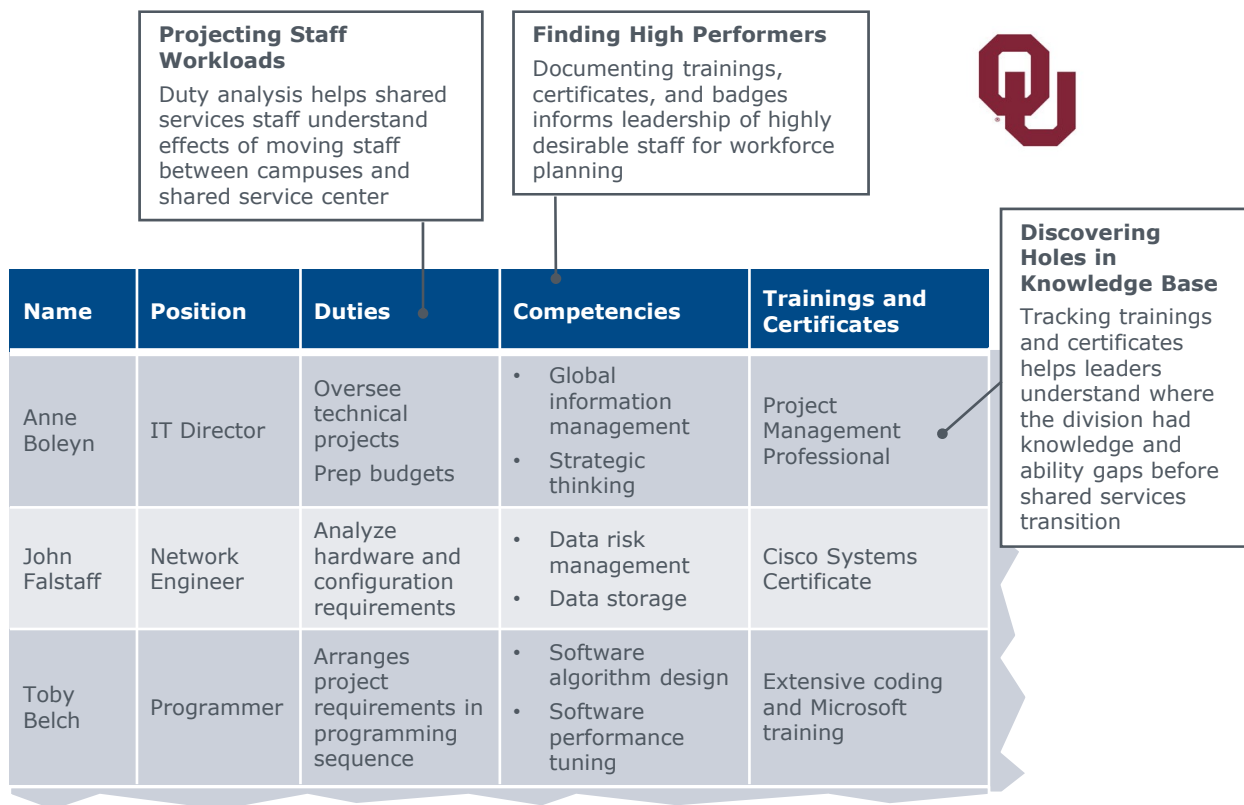 Projecting Staff
Workloads
Duty analysis helps shared
services staff understand
effects of moving staff
between campuses and
shared service center
Finding High Performers
Documenting trainings,
certificates, and badges
informs leadership of highly
desirable staff for workforce
planning
OU
®
Discovering
Holes in
Knowledge Base
Tracking trainings
and certificates
helps leaders
understand where
the division had
knowledge and
ability gaps before
shared services
transition
Name
Position
Duties
Competencies
Trainings and
Certificates
Anne
Boleyn
IT Director
Oversee
technical
projects
Prep budgets
• Global
information
management
• Strategic
thinking
Project
Management
Professional
John
Falstaff
Network
Engineer
Analyze
hardware and
configuration
requirements
• Data risk
management
• Data storage
Cisco Systems
Certificate
Toby
Belch
Programmer
Arranges
project
requirements in
programming
sequence
• Software
algorithm design
• Software
performance
tuning
Extensive coding
and Microsoft
training